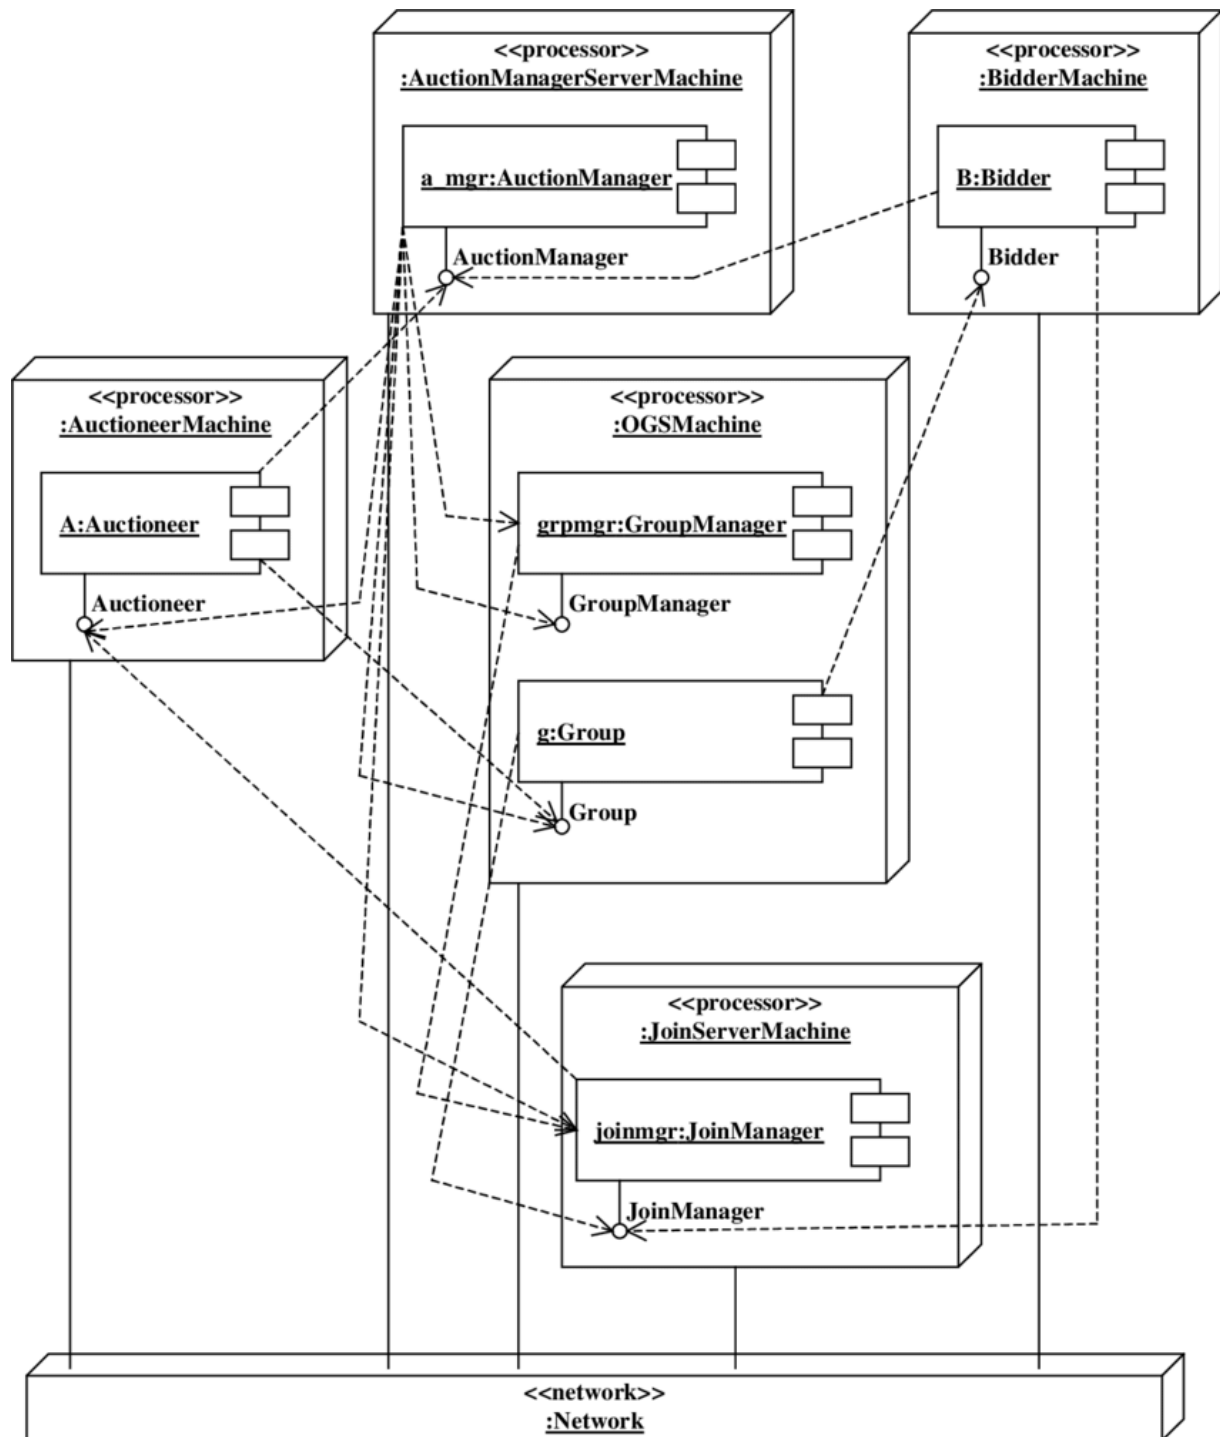 <<processor>>
:AuctionManagerServerMachine
a_mgr:AuctionManager
AuctionManager
<<processor>>
:BidderMachine
B:Bidder
Bidder
<<processor>>
:AuctioneerMachine
A:Auctioneer
Auctioneer
<<processor>>
:OGSMachine
grpmgr:GroupManager
GroupManager
g:Group
Group
<<processor>>
:JoinServerMachine
joinmgr:JoinManager
JoinManager
<<network>>
:Network